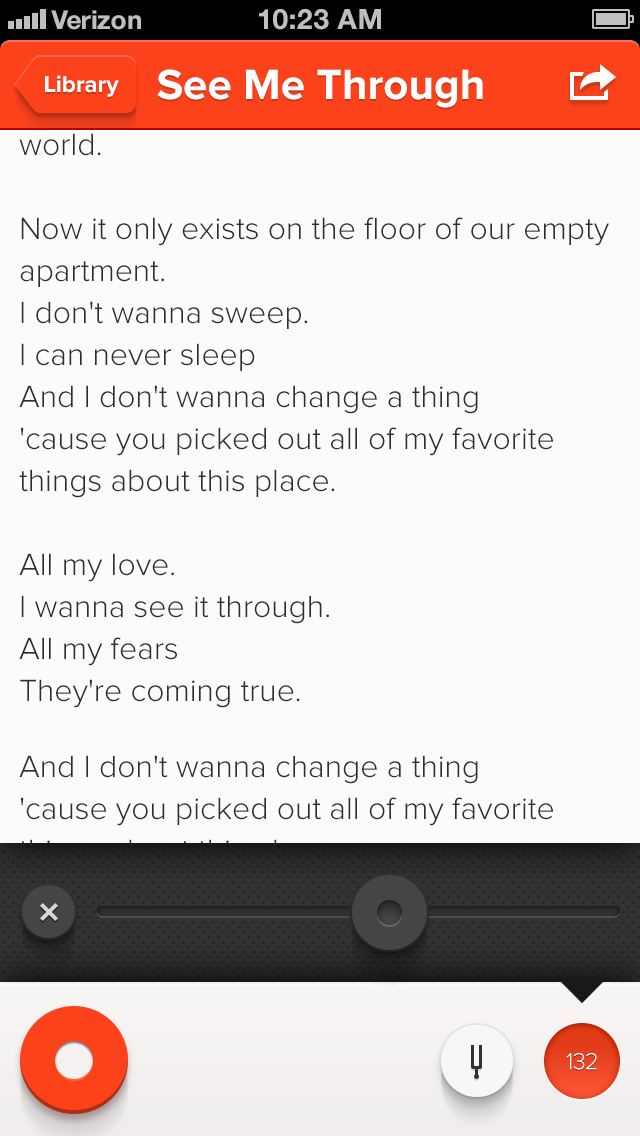 Verizon 10:23 AM
Library See Me Through
world.
Now it only exists on the floor of our empty
apartment.
I don't wanna sweep.
I can never sleep
And I don't wanna change a thing
'cause you picked out all of my favorite
things about this place.
All my love.
I wanna see it through.
All my fears
They're coming true.
And I don't wanna change a thing
'cause you picked out all of my favorite
132